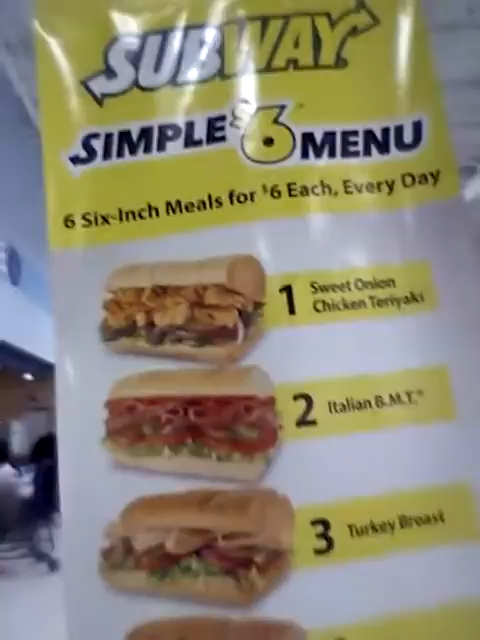 SUBWAY
SIMPLE $6 MENU
6 Six-Inch Meals for $6 Each, Every Day
1 Sweet Onion
Chicken Teriyaki
2 Italian B.M.T.®
3 Turkey Breast